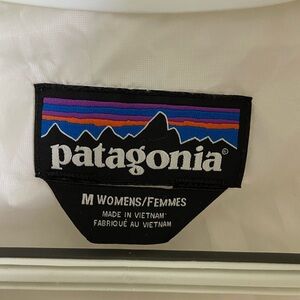 patagonia®
M WOMENS/FEMMES
MADE IN VIETNAM
FABRIQUÉ AU VIETNAM